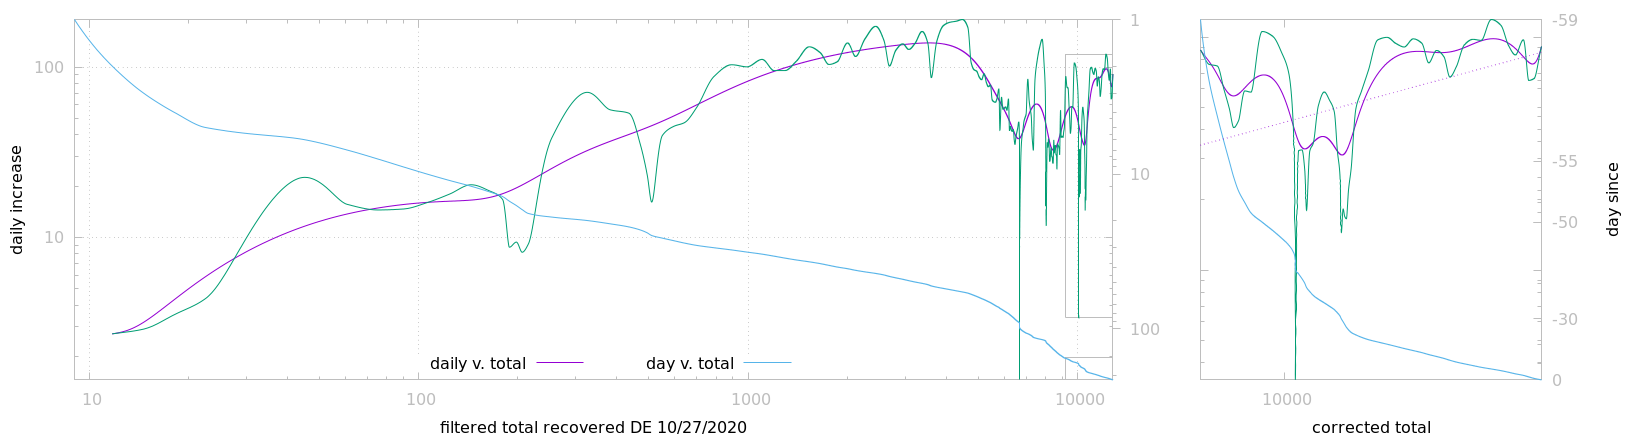 100
10
daily increase
1
10
100
daily v. total
day v. total
10
100
1000
10000
filtered total recovered DE 10/27/2020
-59
-55
-50
-30
0
day since
10000
corrected total